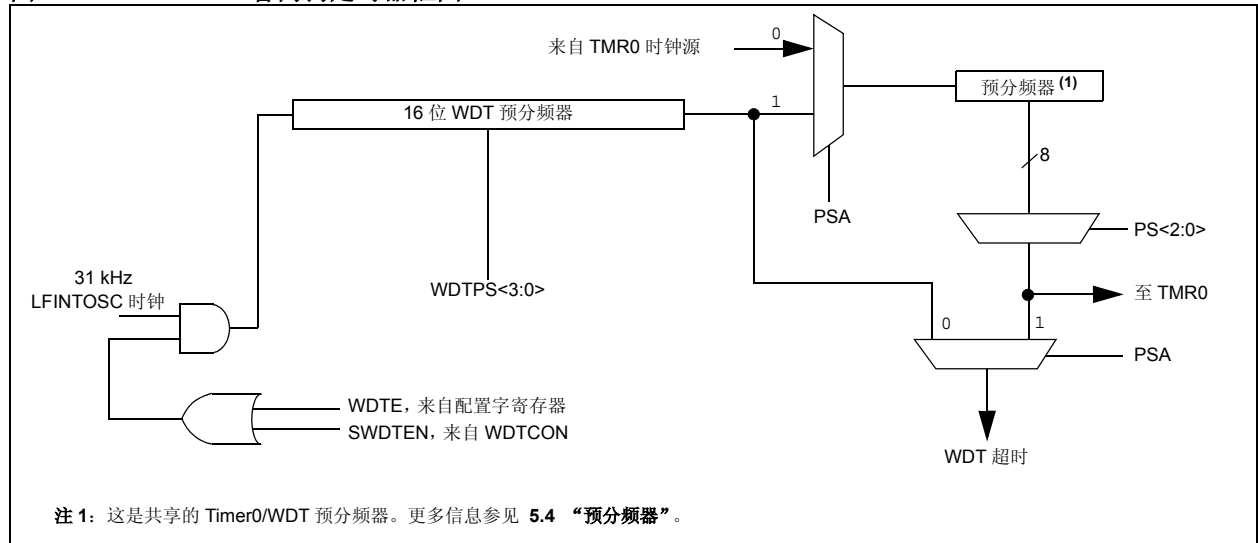 来自 TMR0 时钟源
0
预分频器 (1)
16 位 WDT 预分频器
1
8
PSA
PS<2:0>
31 kHz
LFINTOSC 时钟
WDTPS<3:0>
至 TMR0
0
1
PSA
WDTE，来自配置字寄存器
SWDTEN，来自 WDTCON
WDT 超时
注 1：这是共享的 Timer0/WDT 预分频器。更多信息参见 5.4 “预分频器”。